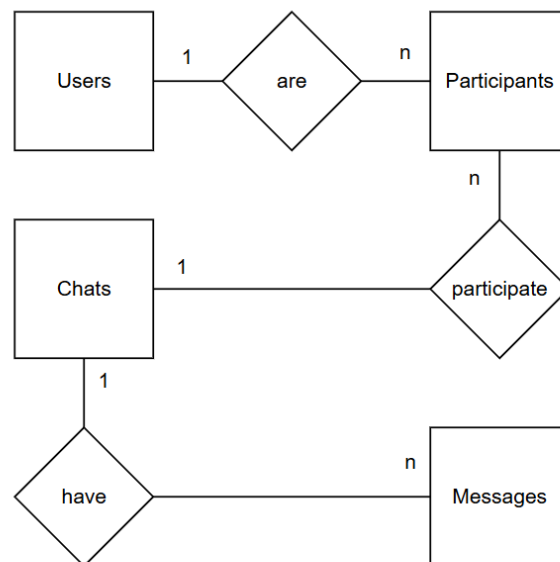 Users
1
are
n
Participants
n
Chats
1
participate
1
have
n
Messages